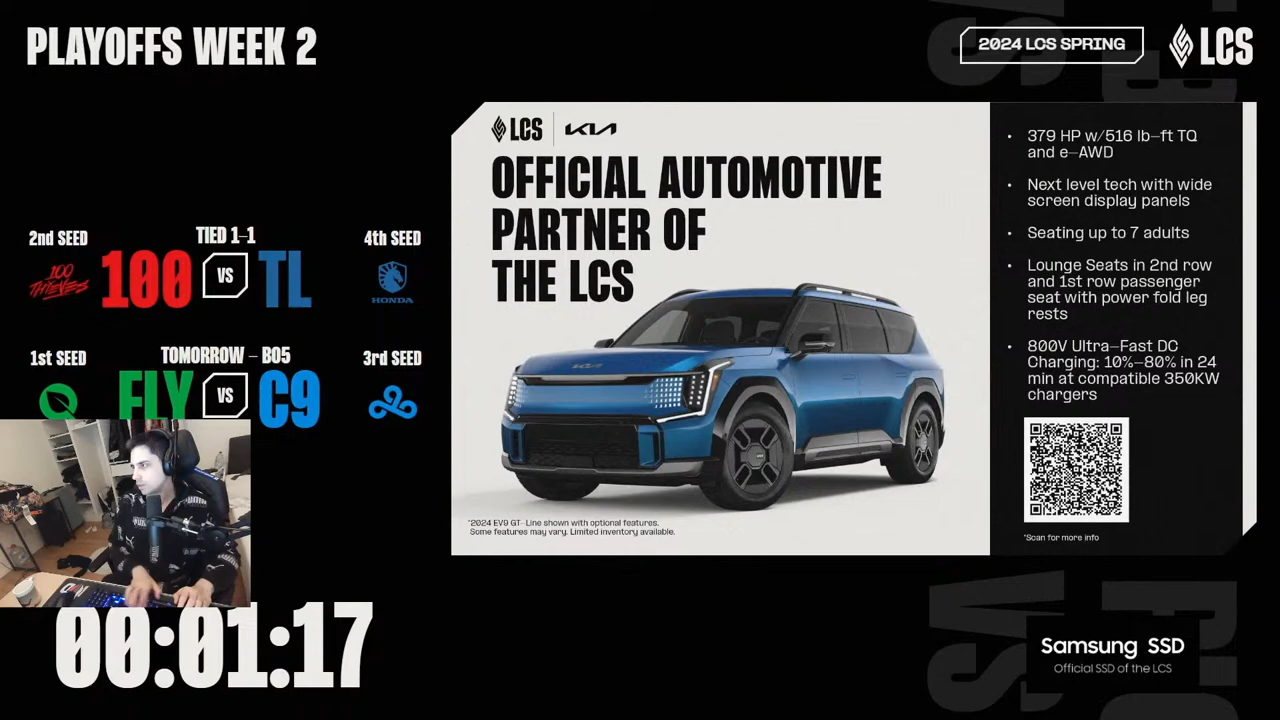 PLAYOFFS WEEK 2
2024 LCS SPRING
LCS
2nd SEED
TIED 1-1
4th SEED
100 THIEVES
100
VS
TL
HONDA
1st SEED
TOMORROW - BO5
3rd SEED
FLY
VS
C9
00:01:17
LCS
KIA
OFFICIAL AUTOMOTIVE
PARTNER OF
THE LCS
*2024 EV9 GT-Line shown with optional features.
Some features may vary. Limited inventory available.
• 379 HP w/516 lb-ft TQ
and e-AWD
• Next level tech with wide
screen display panels
• Seating up to 7 adults
• Lounge Seats in 2nd row
and 1st row passenger
seat with power fold leg
rests
• 800V Ultra-Fast DC
Charging: 10%-80% in 24
min at compatible 350KW
chargers
*Scan for more info
Samsung SSD
Official SSD of the LCS
VS